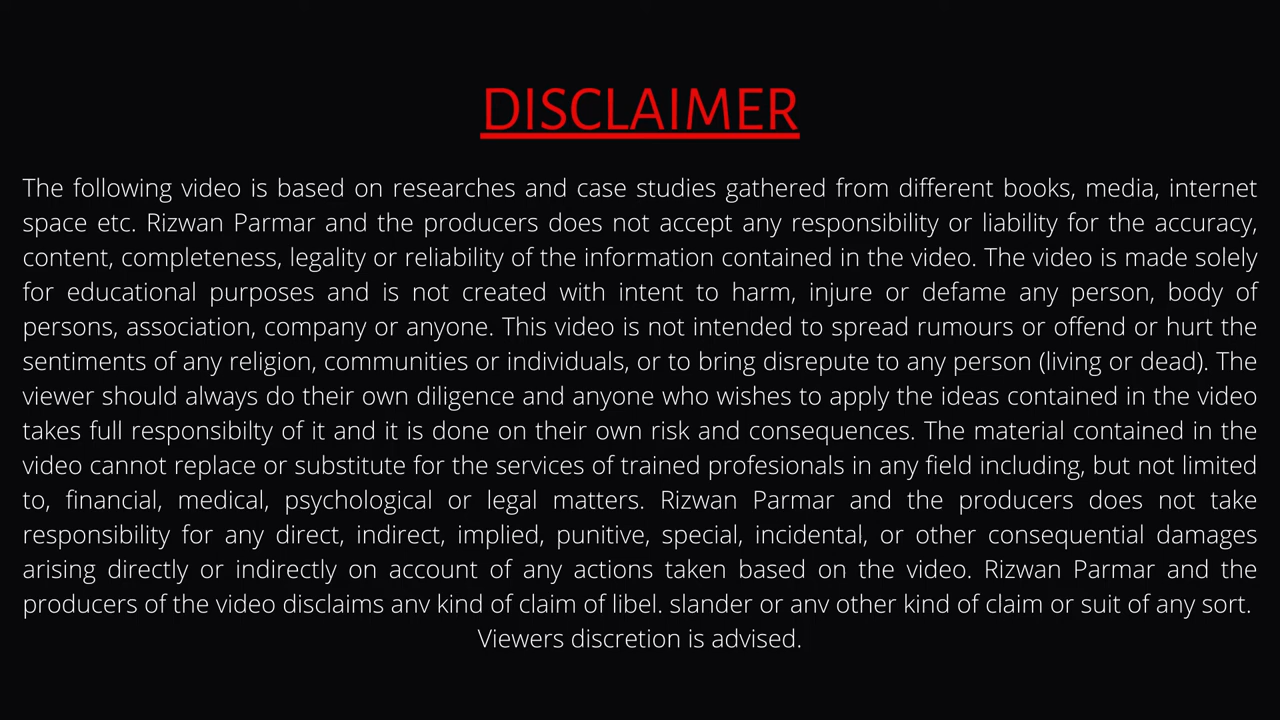 DISCLAIMER
The following video is based on researches and case studies gathered from different books, media, internet
space etc. Rizwan Parmar and the producers does not accept any responsibility or liability for the accuracy,
content, completeness, legality or reliability of the information contained in the video. The video is made solely
for educational purposes and is not created with intent to harm, injure or defame any person, body of
persons, association, company or anyone. This video is not intended to spread rumours or offend or hurt the
sentiments of any religion, communities or individuals, or to bring disrepute to any person (living or dead). The
viewer should always do their own diligence and anyone who wishes to apply the ideas contained in the video
takes full responsibilty of it and it is done on their own risk and consequences. The material contained in the
video cannot replace or substitute for the services of trained profesionals in any field including, but not limited
to, financial, medical, psychological or legal matters. Rizwan Parmar and the producers does not take
responsibility for any direct, indirect, implied, punitive, special, incidental, or other consequential damages
arising directly or indirectly on account of any actions taken based on the video. Rizwan Parmar and the
producers of the video disclaims any kind of claim of libel, slander or any other kind of claim or suit of any sort.
Viewers discretion is advised.